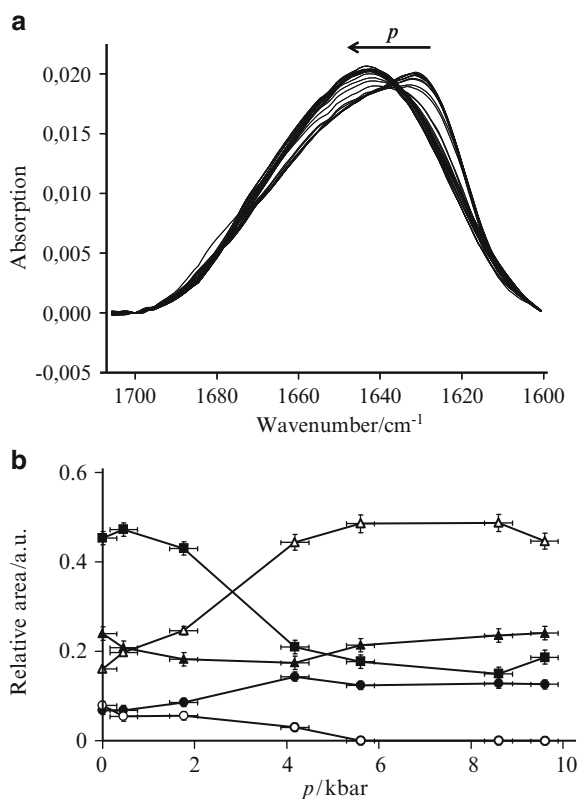 a
p
0,020
0,015
0,010
0,005
0,000
-0,005
Absorption
1700 1680 1660 1640 1620 1600
Wavenumber/cm-1
b
0.6
0.4
0.2
0
Relative area/a.u.
0 2 4 6 8 10
p/kbar